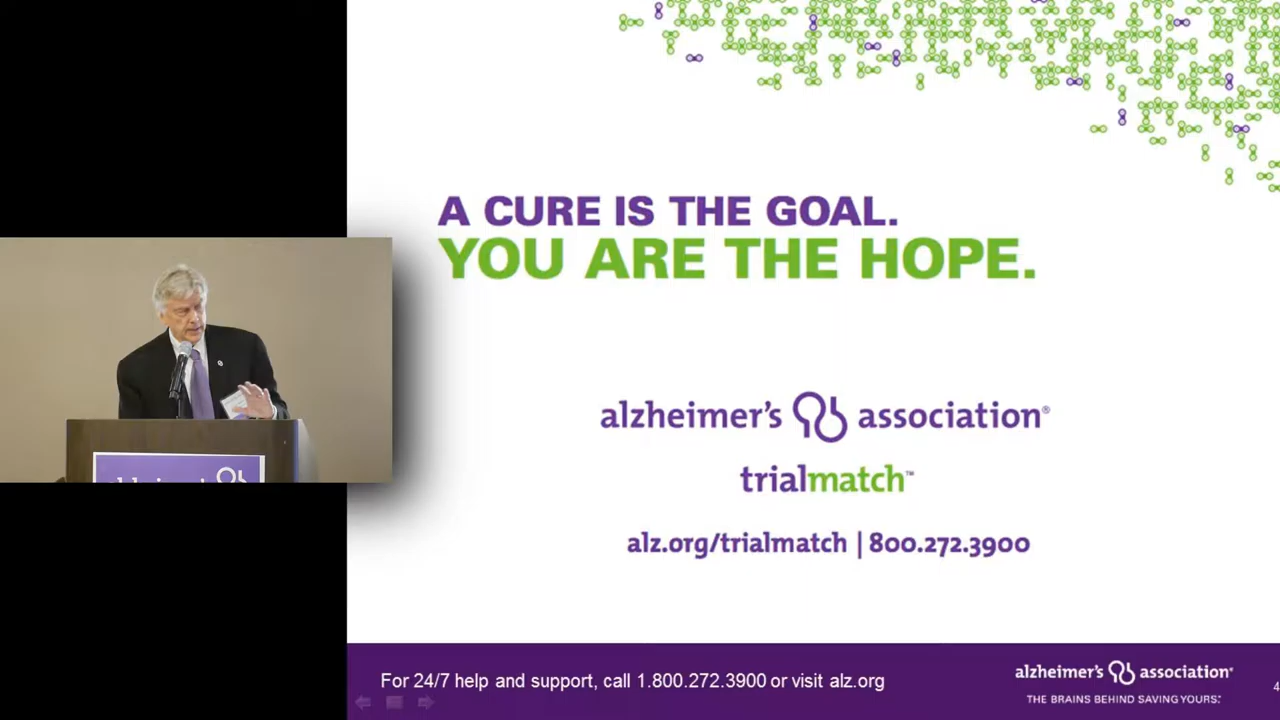 A CURE IS THE GOAL.
YOU ARE THE HOPE.
alzheimer's association®
trialmatch™
alz.org/trialmatch | 800.272.3900
For 24/7 help and support, call 1.800.272.3900 or visit alz.org
alzheimer's association®
THE BRAINS BEHIND SAVING YOURS.™
4